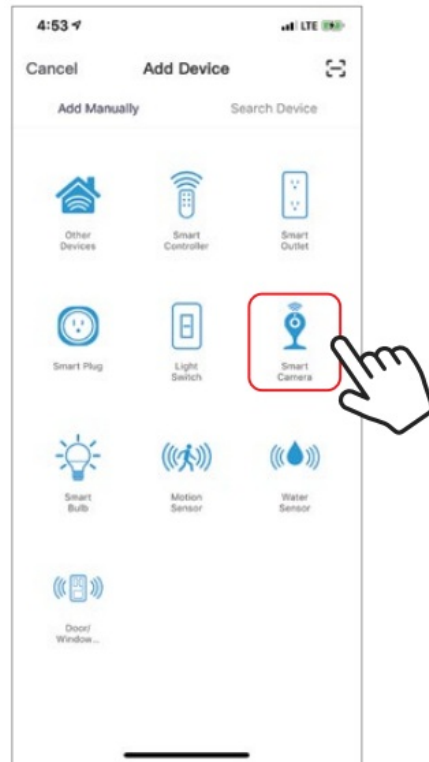 4:53
LTE
Cancel Add Device
Add Manually Search Device
Other
Devices
Smart
Controller
Smart
Outlet
Smart Plug
Light
Switch
Smart
Camera
Smart
Bulb
Motion
Sensor
Water
Sensor
Door/
Window...